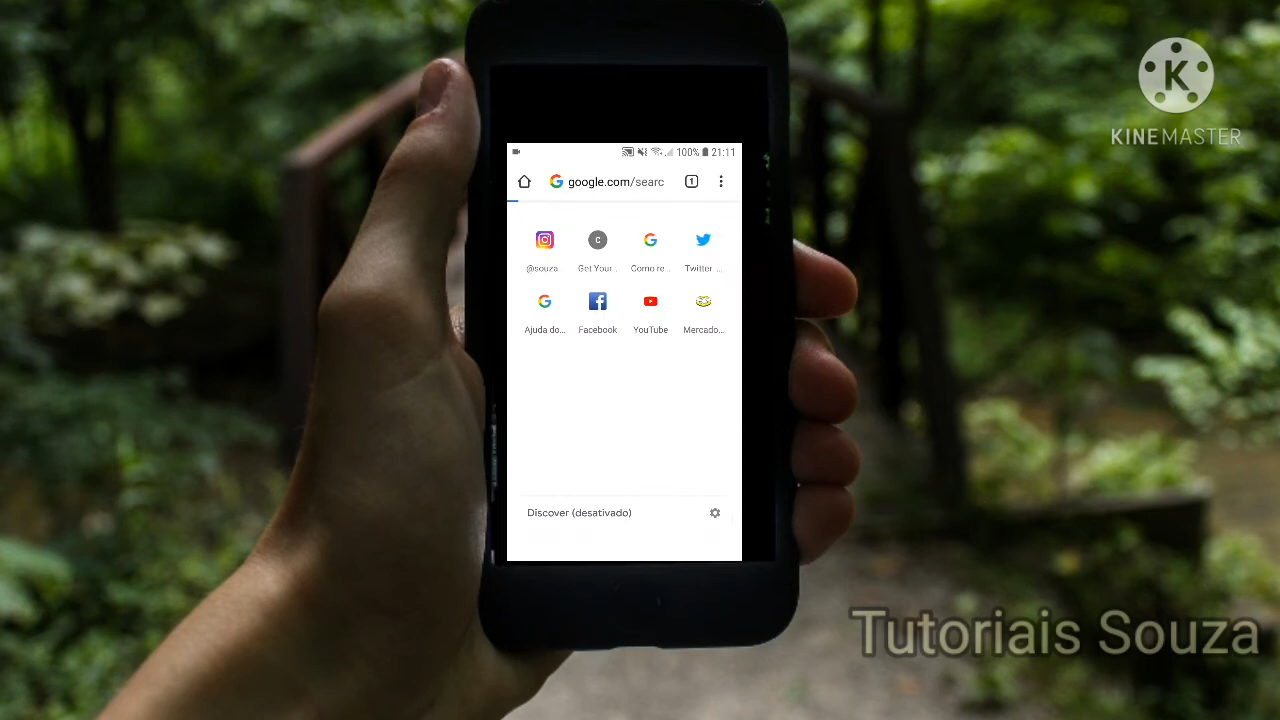 K
KINEMASTER
100% 21:11
google.com/searc
1
C
@souza.
Get Your..
Como re...
Twitter ...
Ajuda do...
Facebook
YouTube
Mercado...
Discover (desativado)
Tutoriais Souza